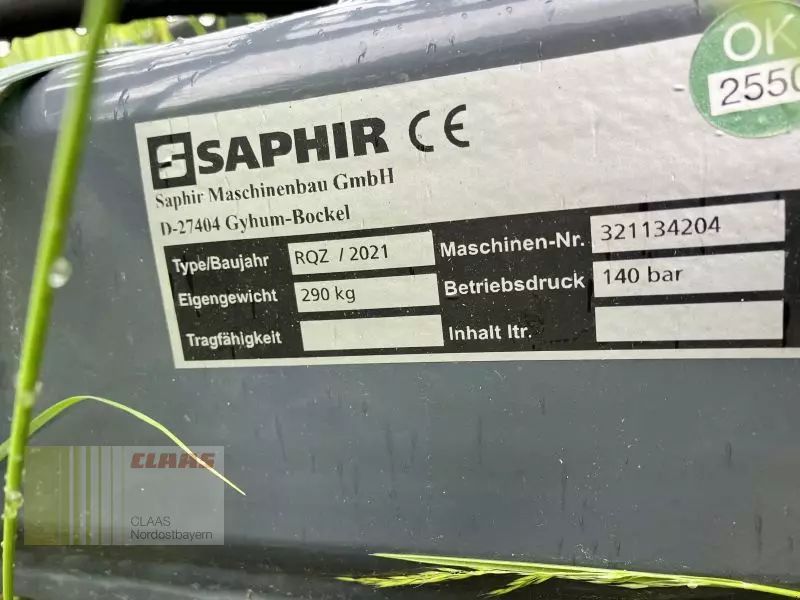 OK
2550
SAPHIR CE
Saphir Maschinenbau GmbH
D-27404 Gyhum-Bockel
Type/Baujahr RQZ / 2021 Maschinen-Nr. 321134204
Eigengewicht 290 kg Betriebsdruck 140 bar
Tragfähigkeit Inhalt ltr.
CLAAS
CLAAS
Nordostbayern